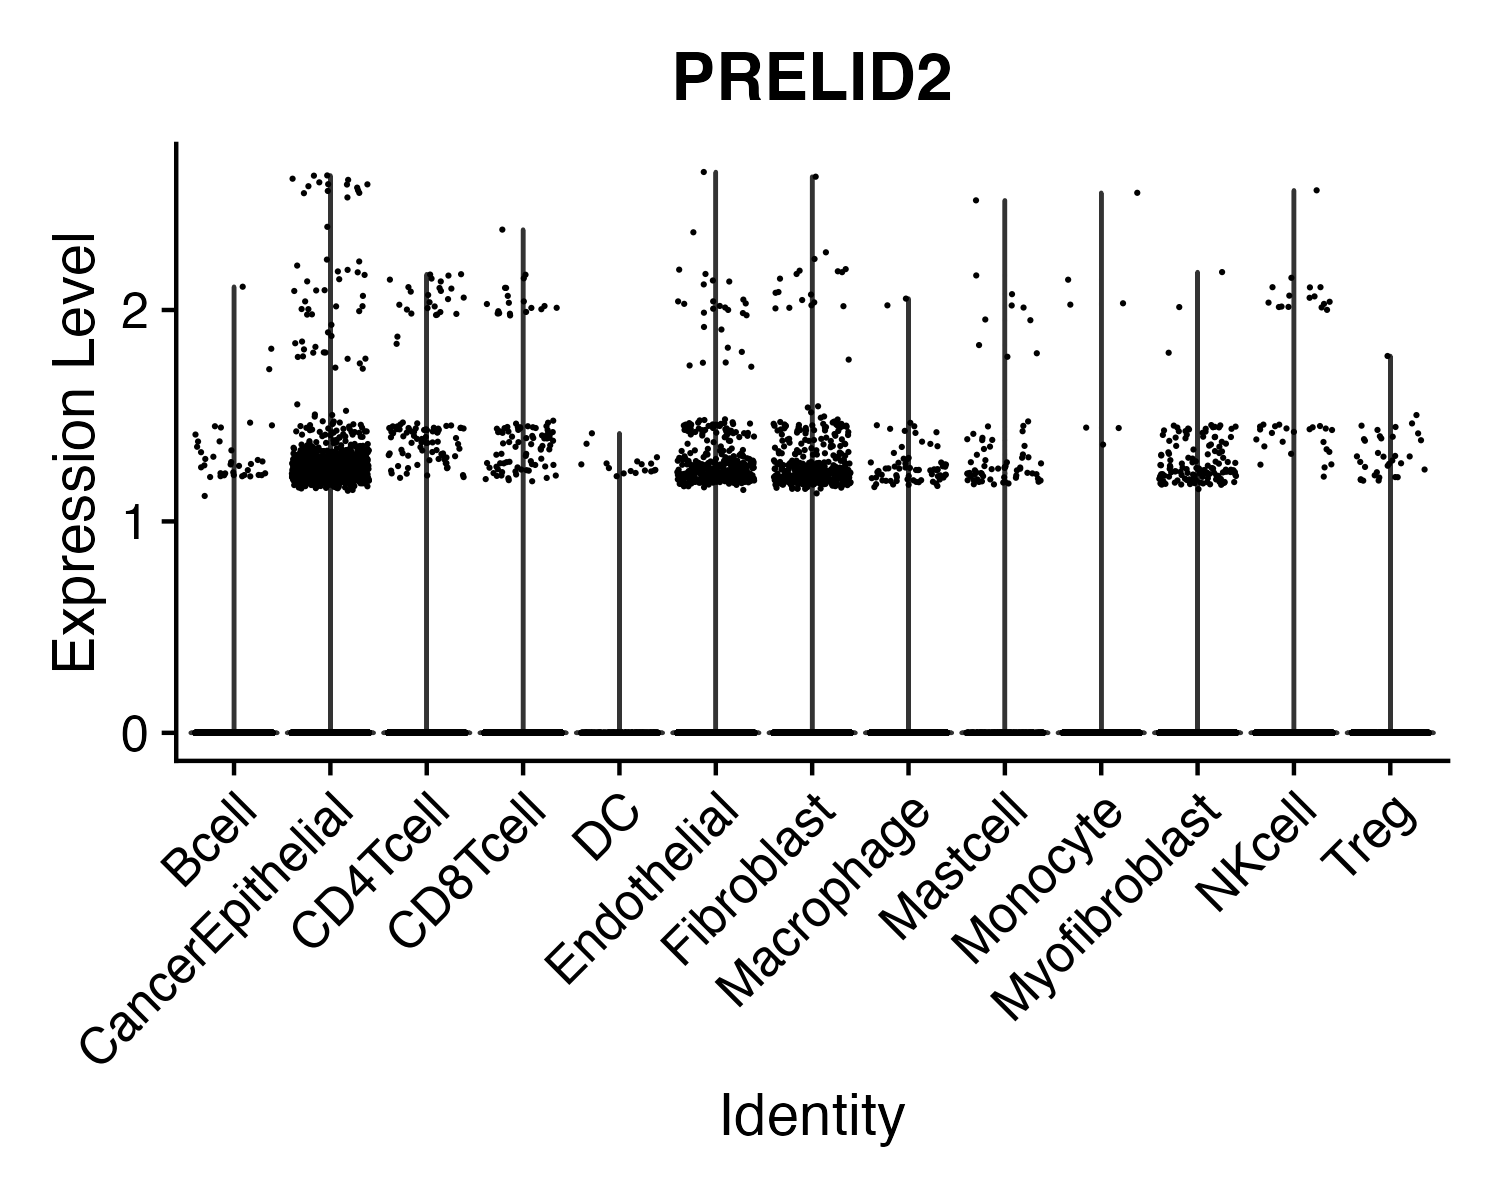 PRELID2
Expression Level
2
1
0
Bcell
CancerEpithelial
CD4Tcell
CD8Tcell
DC
Endothelial
Fibroblast
Macrophage
Mastcell
Monocyte
Myofibroblast
NKcell
Treg
Identity